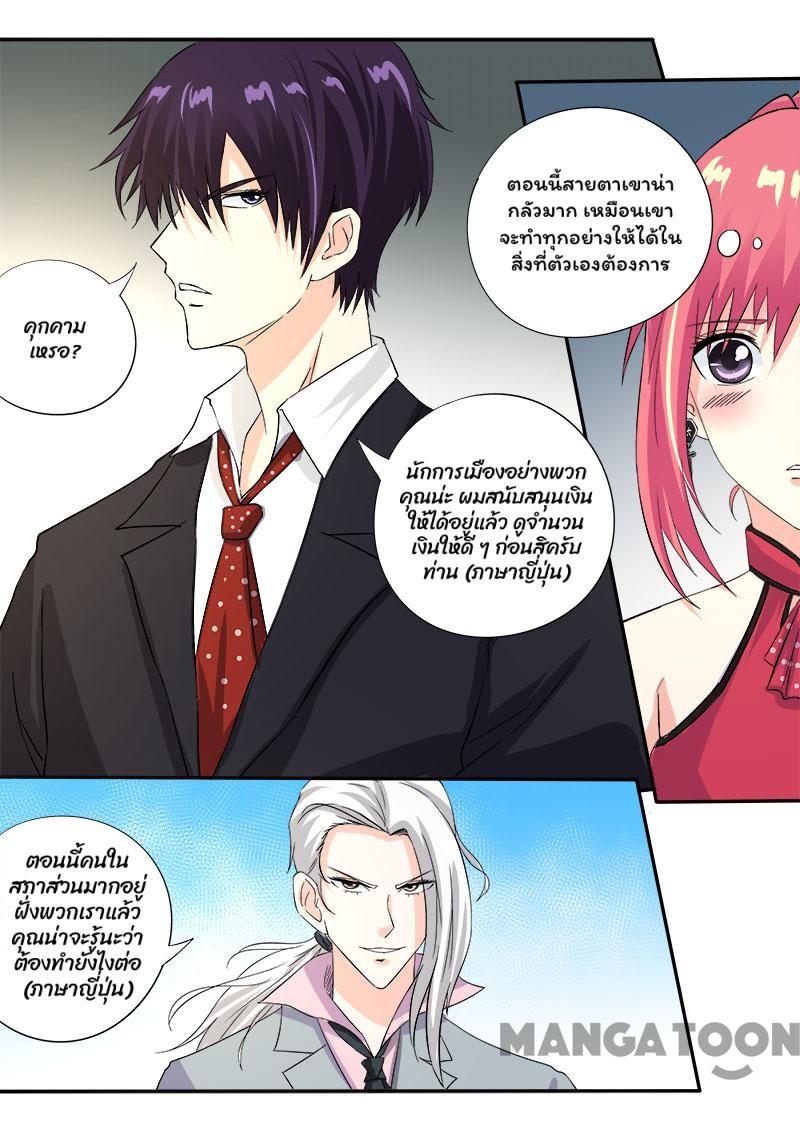 คุกคาม
เหรอ?
ตอนนี้สายตาเขาน่า
กลัวมาก เหมือนเขา
จะทำทุกอย่างให้ได้ใน
สิ่งที่ตัวเองต้องการ
นักการเมืองอย่างพวก
คุณน่ะ ผมสนับสนุนเงิน
ให้ได้อยู่แล้ว ดูจำนวน
เงินให้ดี ๆ ก่อนสิครับ
ท่าน (ภาษาญี่ปุ่น)
ตอนนี้คนใน
สภาส่วนมากอยู่
ฝั่งพวกเราแล้ว
คุณน่าจะรู้นะว่า
ต้องทำยังไงต่อ
(ภาษาญี่ปุ่น)
MANGATOON